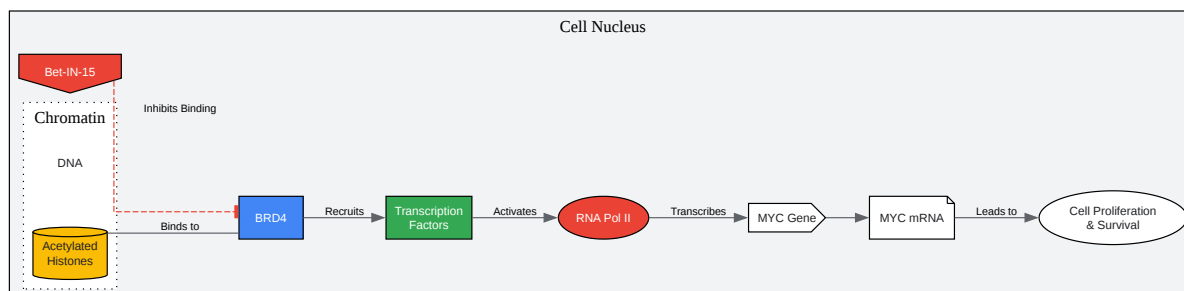 Cell Nucleus
Bet-IN-15
Inhibits Binding
Chromatin
DNA
BRD4
Recruits
Transcription
Factors
Activates
RNA Pol II
Transcribes
MYC Gene
MYC mRNA
Leads to
Cell Proliferation
& Survival
Binds to
Acetylated
Histones